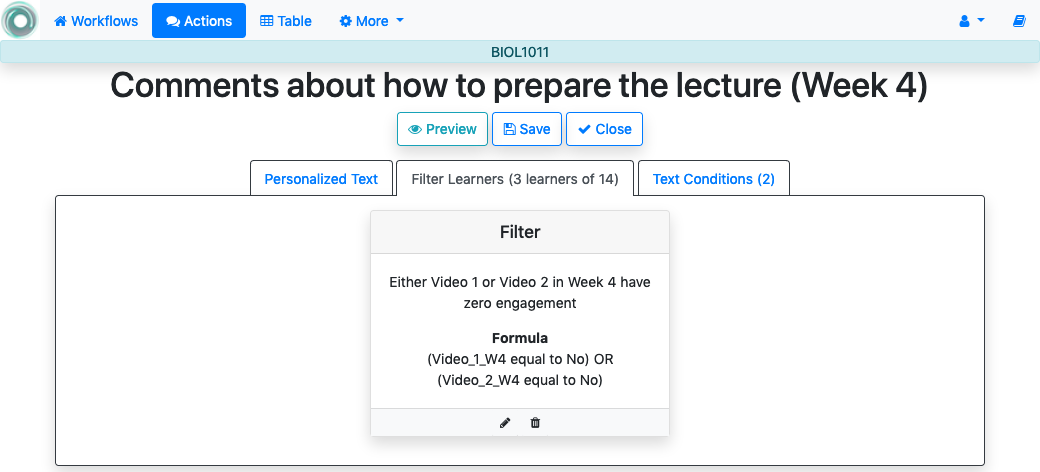 Workflows Actions Table More
BIOL1011
Comments about how to prepare the lecture (Week 4)
Preview Save Close
Personalized Text Filter Learners (3 learners of 14) Text Conditions (2)
Filter
Either Video 1 or Video 2 in Week 4 have
zero engagement
Formula
(Video_1_W4 equal to No) OR
(Video_2_W4 equal to No)